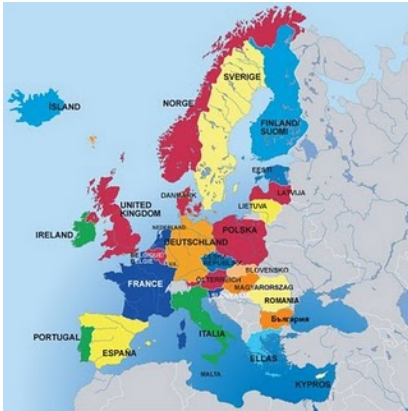 ÍSLAND
SVERIGE
NORGE
FINLAND/
SUOMI
EESTI
LATVIJA
DANMARK
LIETUVA
UNITED
KINGDOM
IRELAND
NEDERLAND
POLSKA
DEUTSCHLAND
BELGIQUE/
BELGIË
SLOVENSKO
ÖSTERREICH
MAGYARORSZAG
FRANCE
ROMANIA
България
ITALIA
PORTUGAL
ESPAÑA
ELLAS
MALTA
KYPROS